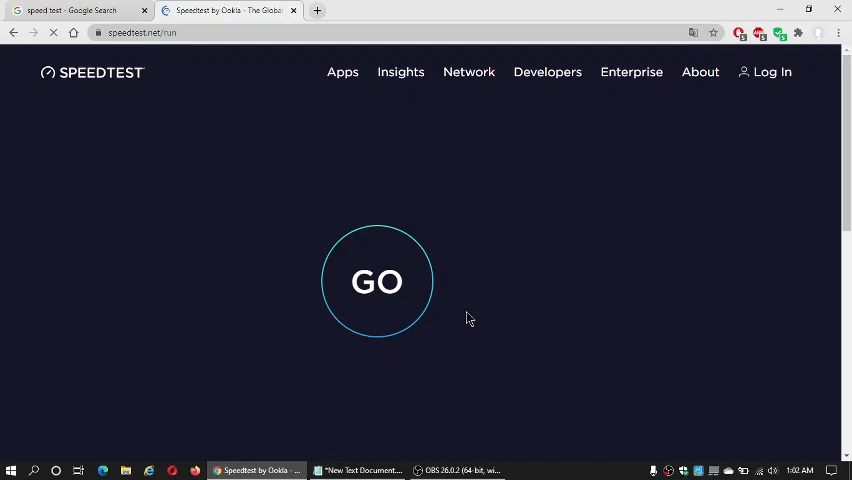 speed test - Google Search
Speedtest by Ookla - The Globa
speedtest.net/run
SPEEDTEST
Apps Insights Network Developers Enterprise About Log In
GO
Speedtest by Ookla - ...
*New Text Document....
OBS 26.0.2 (64-bit, wi...
1:02 AM